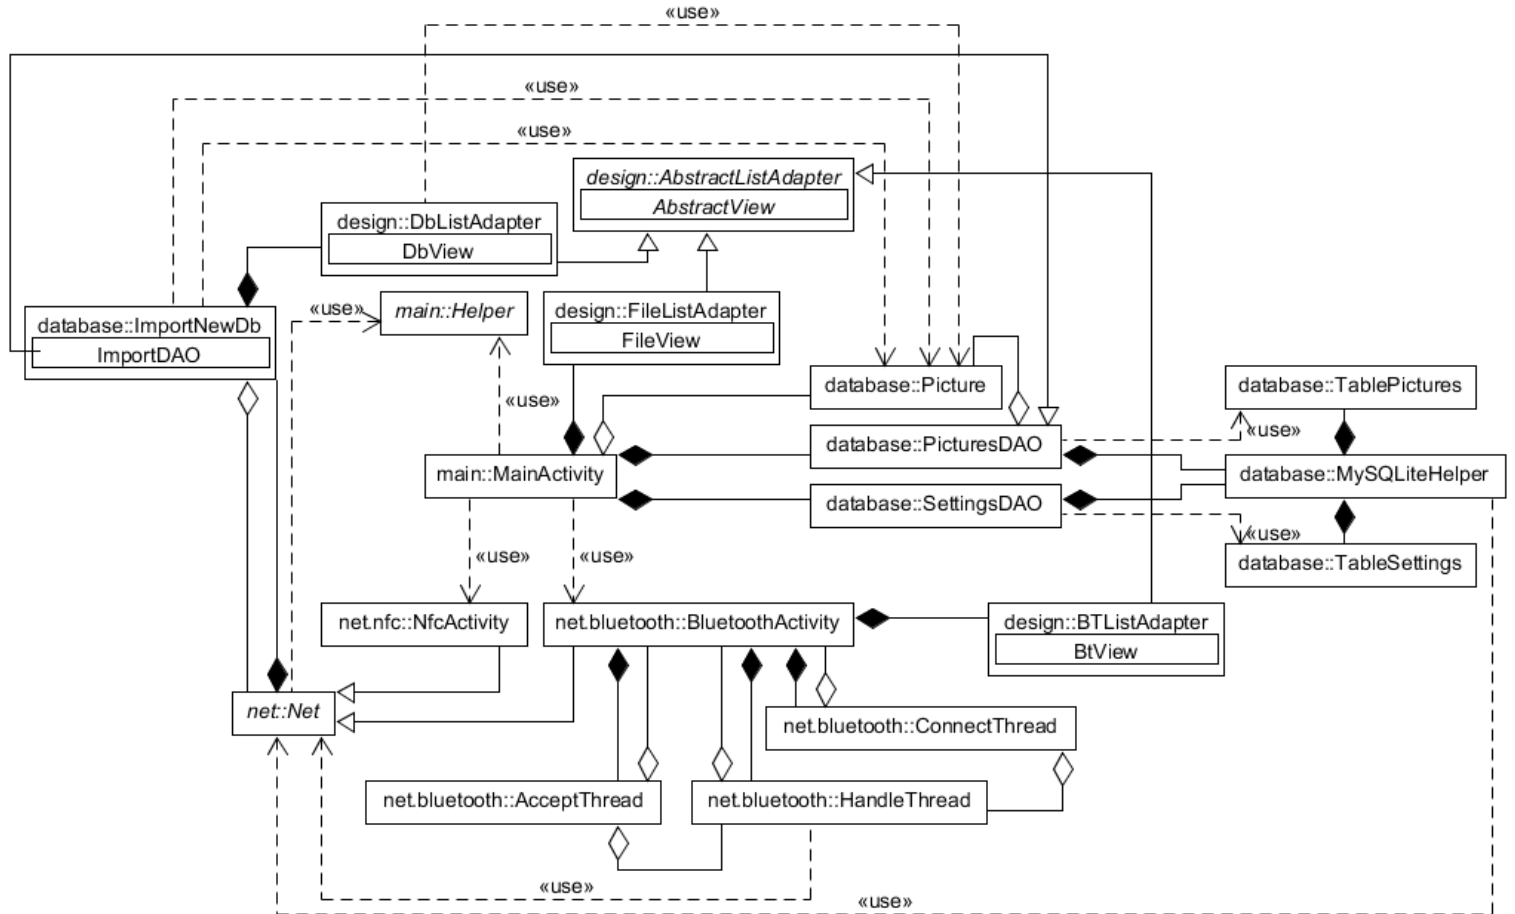 «use»
«use»
«use»
design::AbstractListAdapter
AbstractView
design::DbListAdapter
DbView
database::ImportNewDb
ImportDAO
«use»
main::Helper
design::FileListAdapter
FileView
«use»
database::Picture
database::TablePictures
database::PicturesDAO
«use»
main::MainActivity
database::MySQLiteHelper
database::SettingsDAO
«use»
«use»
«use»
database::TableSettings
net.nfc::NfcActivity
net.bluetooth::BluetoothActivity
design::BTListAdapter
BtView
net::Net
net.bluetooth::ConnectThread
net.bluetooth::AcceptThread
net.bluetooth::HandleThread
«use»
«use»